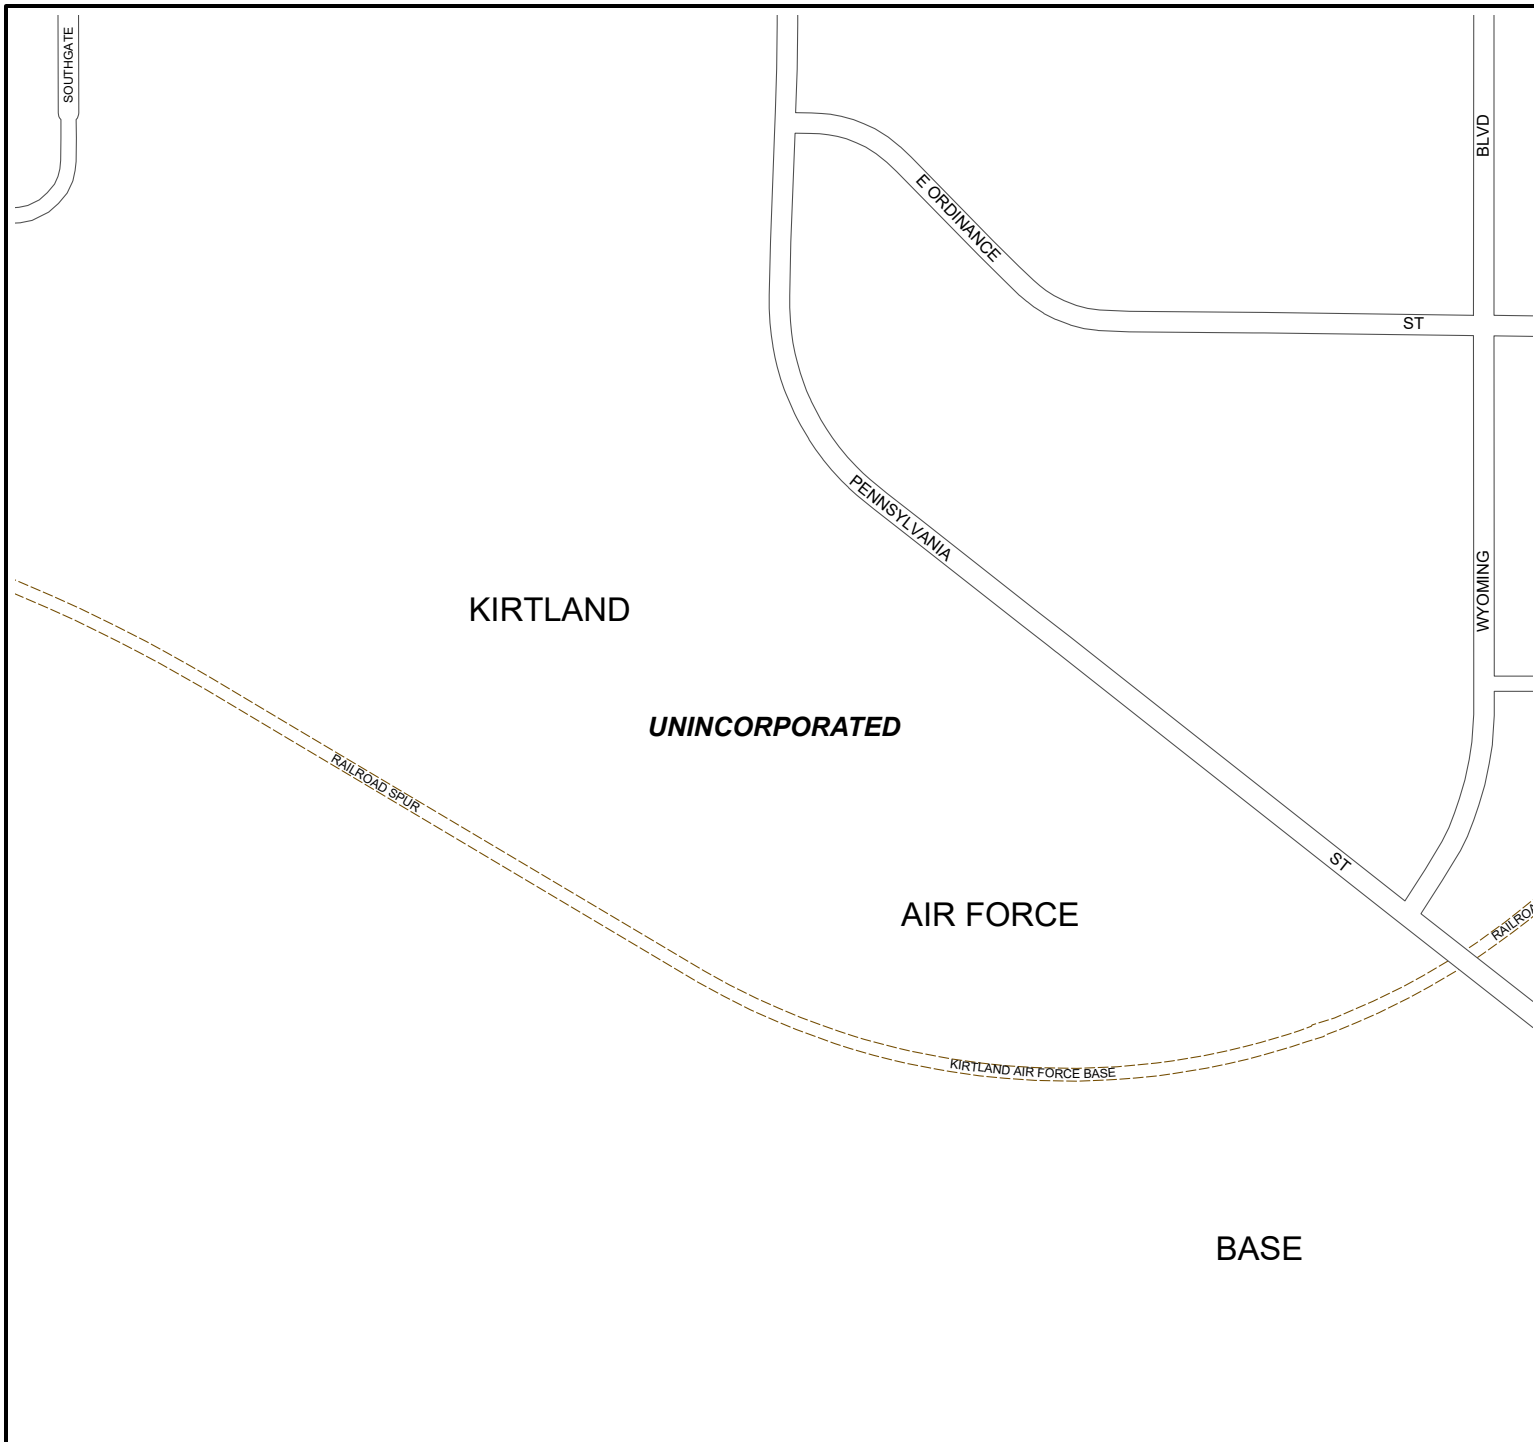 SOUTHGATE
BLVD
E ORDINANCE
ST
PENNSYLVANIA
WYOMING
KIRTLAND
UNINCORPORATED
RAILROAD SPUR
ST
AIR FORCE
KIRTLAND AIR FORCE BASE
BASE